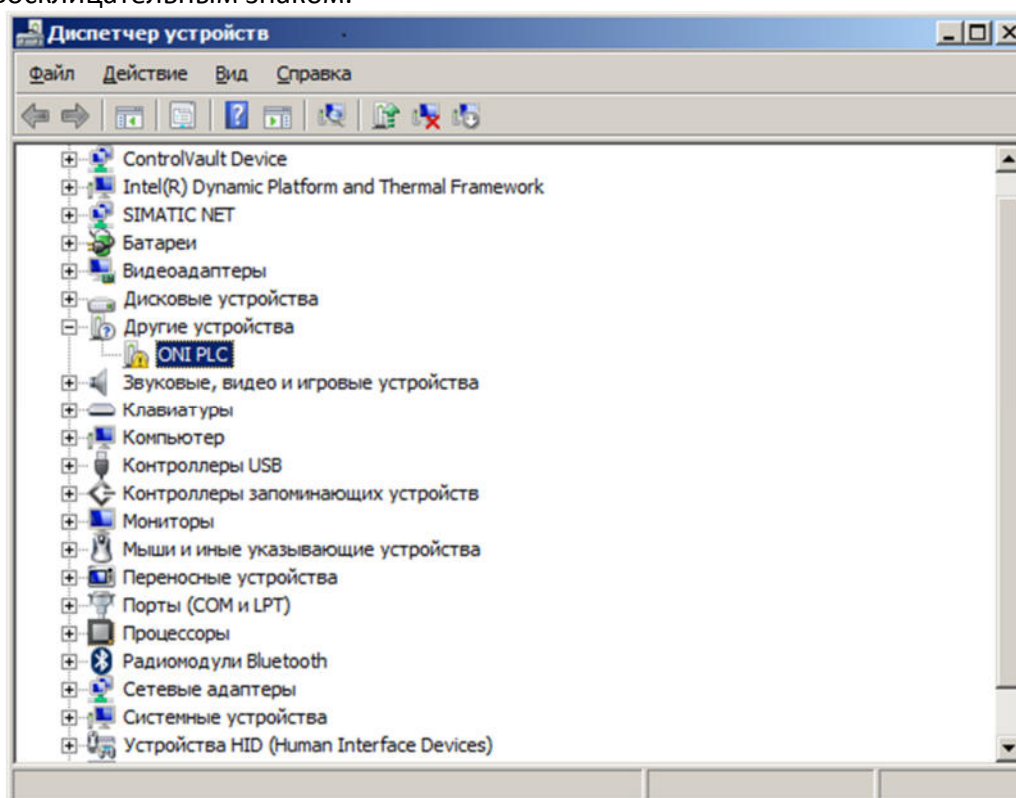 восклицательным знаком.
Диспетчер устройств
Файл Действие Вид Справка
ControlVault Device
Intel(R) Dynamic Platform and Thermal Framework
SIMATIC NET
Батареи
Видеоадаптеры
Дисковые устройства
Другие устройства
ONI PLC
Звуковые, видео и игровые устройства
Клавиатуры
Компьютер
Контроллеры USB
Контроллеры запоминающих устройств
Мониторы
Мыши и иные указывающие устройства
Переносные устройства
Порты (COM и LPT)
Процессоры
Радиомодули Bluetooth
Сетевые адаптеры
Системные устройства
Устройства HID (Human Interface Devices)